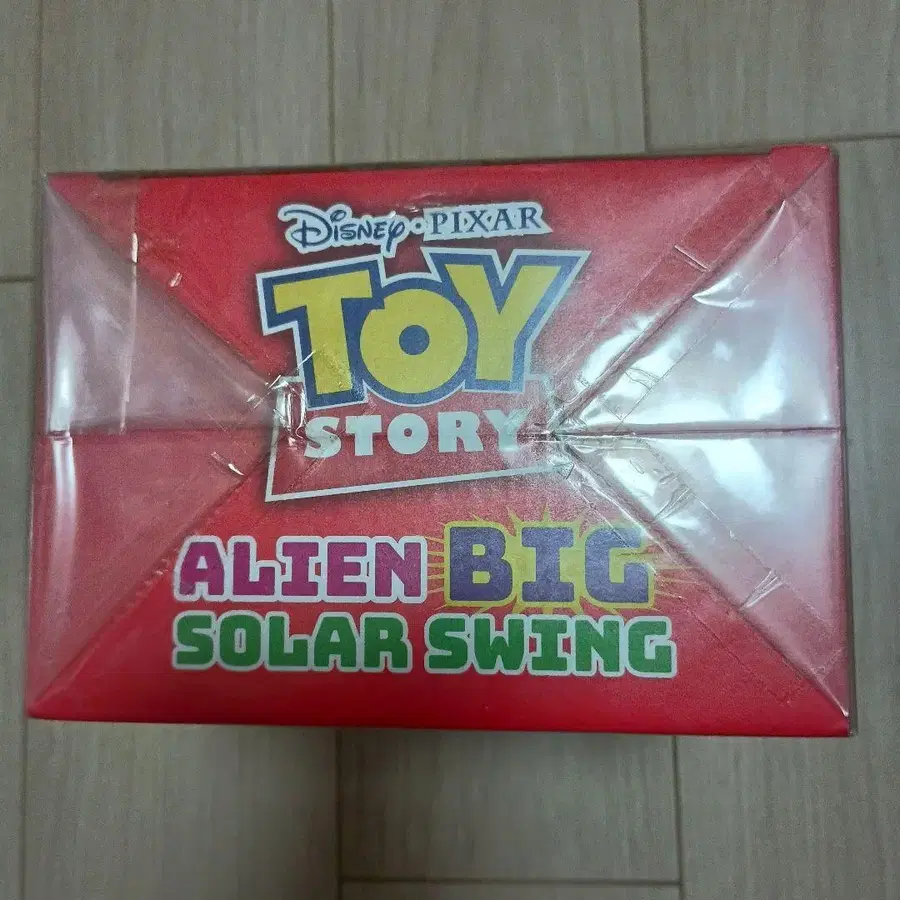 Disney·PIXAR
TOY
STORY
ALIEN BIG
SOLAR SWING